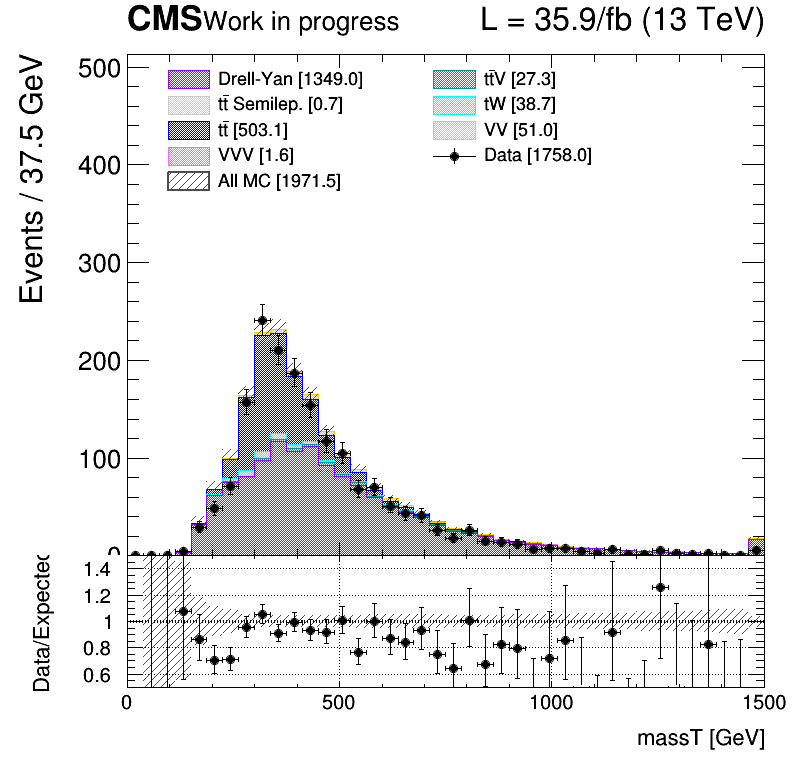 CMS Work in progress L = 35.9/fb (13 TeV)
Events / 37.5 GeV
500
400
300
200
100
0
Drell-Yan [1349.0]
tt̄ Semilep. [0.7]
tt̄ [503.1]
VVV [1.6]
All MC [1971.5]
tt̄V [27.3]
tW [38.7]
VV [51.0]
Data [1758.0]
Data/Expected
1.4
1.2
1
0.8
0.6
0 500 1000 1500
massT [GeV]